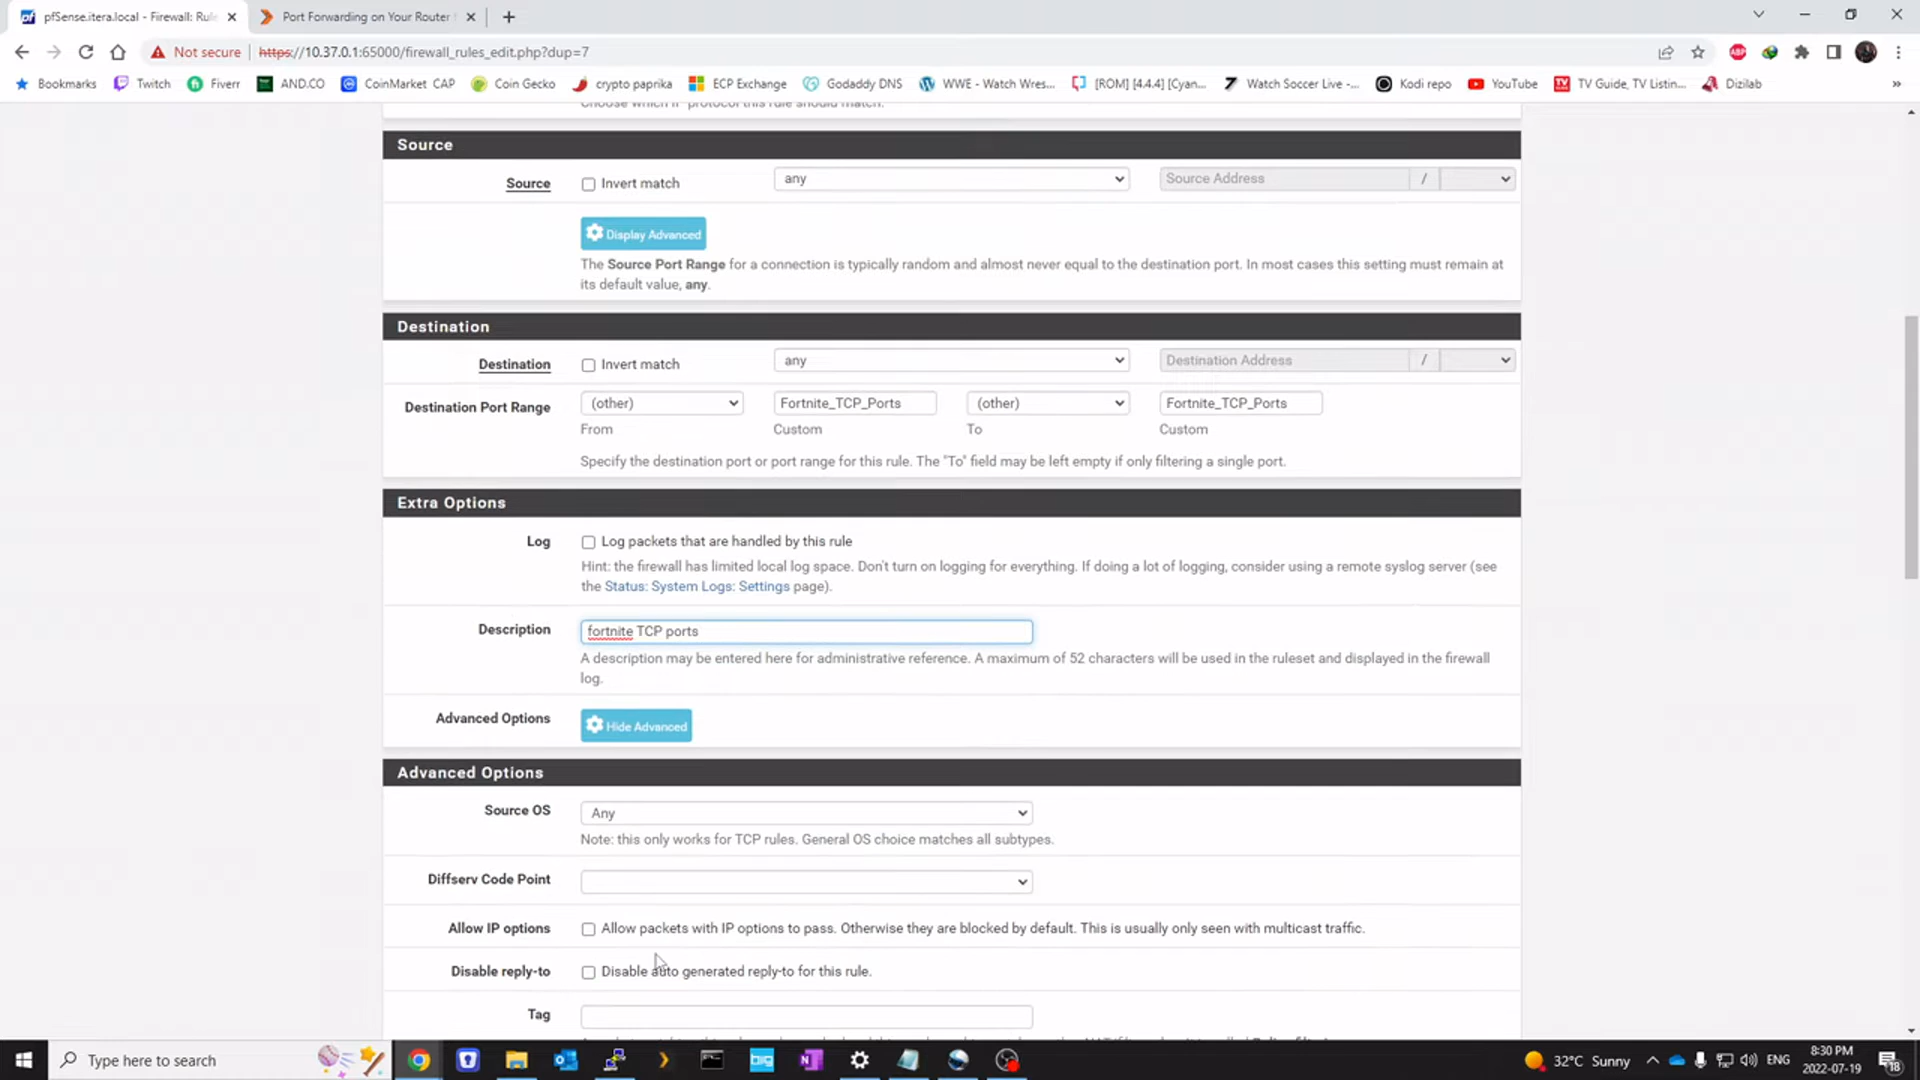 pfSense.itera.local - Firewall: Rule
Port Forwarding on Your Router f
Not secure
https://10.37.0.1:65000/firewall_rules_edit.php?dup=7
ABP
Bookmarks
Twitch
Fiverr
AND.CO
CoinMarket CAP
Coin Gecko
crypto paprika
ECP Exchange
Godaddy DNS
WWE - Watch Wres...
[ROM] [4.4.4] [Cyan...
Watch Soccer Live -...
Kodi repo
YouTube
TV Guide, TV Listin...
Dizilab
»
Choose which IP protocol this rule should match.
Source
Source
Invert match
any
Source Address
/
Display Advanced
The Source Port Range for a connection is typically random and almost never equal to the destination port. In most cases this setting must remain at
its default value, any.
Destination
Destination
Invert match
any
Destination Address
/
Destination Port Range
(other)
Fortnite_TCP_Ports
(other)
Fortnite_TCP_Ports
From
Custom
To
Custom
Specify the destination port or port range for this rule. The "To" field may be left empty if only filtering a single port.
Extra Options
Log
Log packets that are handled by this rule
Hint: the firewall has limited local log space. Don't turn on logging for everything. If doing a lot of logging, consider using a remote syslog server (see
the Status: System Logs: Settings page).
Description
fortnite TCP ports
A description may be entered here for administrative reference. A maximum of 52 characters will be used in the ruleset and displayed in the firewall
log.
Advanced Options
Hide Advanced
Advanced Options
Source OS
Any
Note: this only works for TCP rules. General OS choice matches all subtypes.
Diffserv Code Point
Allow IP options
Allow packets with IP options to pass. Otherwise they are blocked by default. This is usually only seen with multicast traffic.
Disable reply-to
Disable auto generated reply-to for this rule.
Tag
Type here to search
32°C Sunny
ENG
8:30 PM
2022-07-19
18